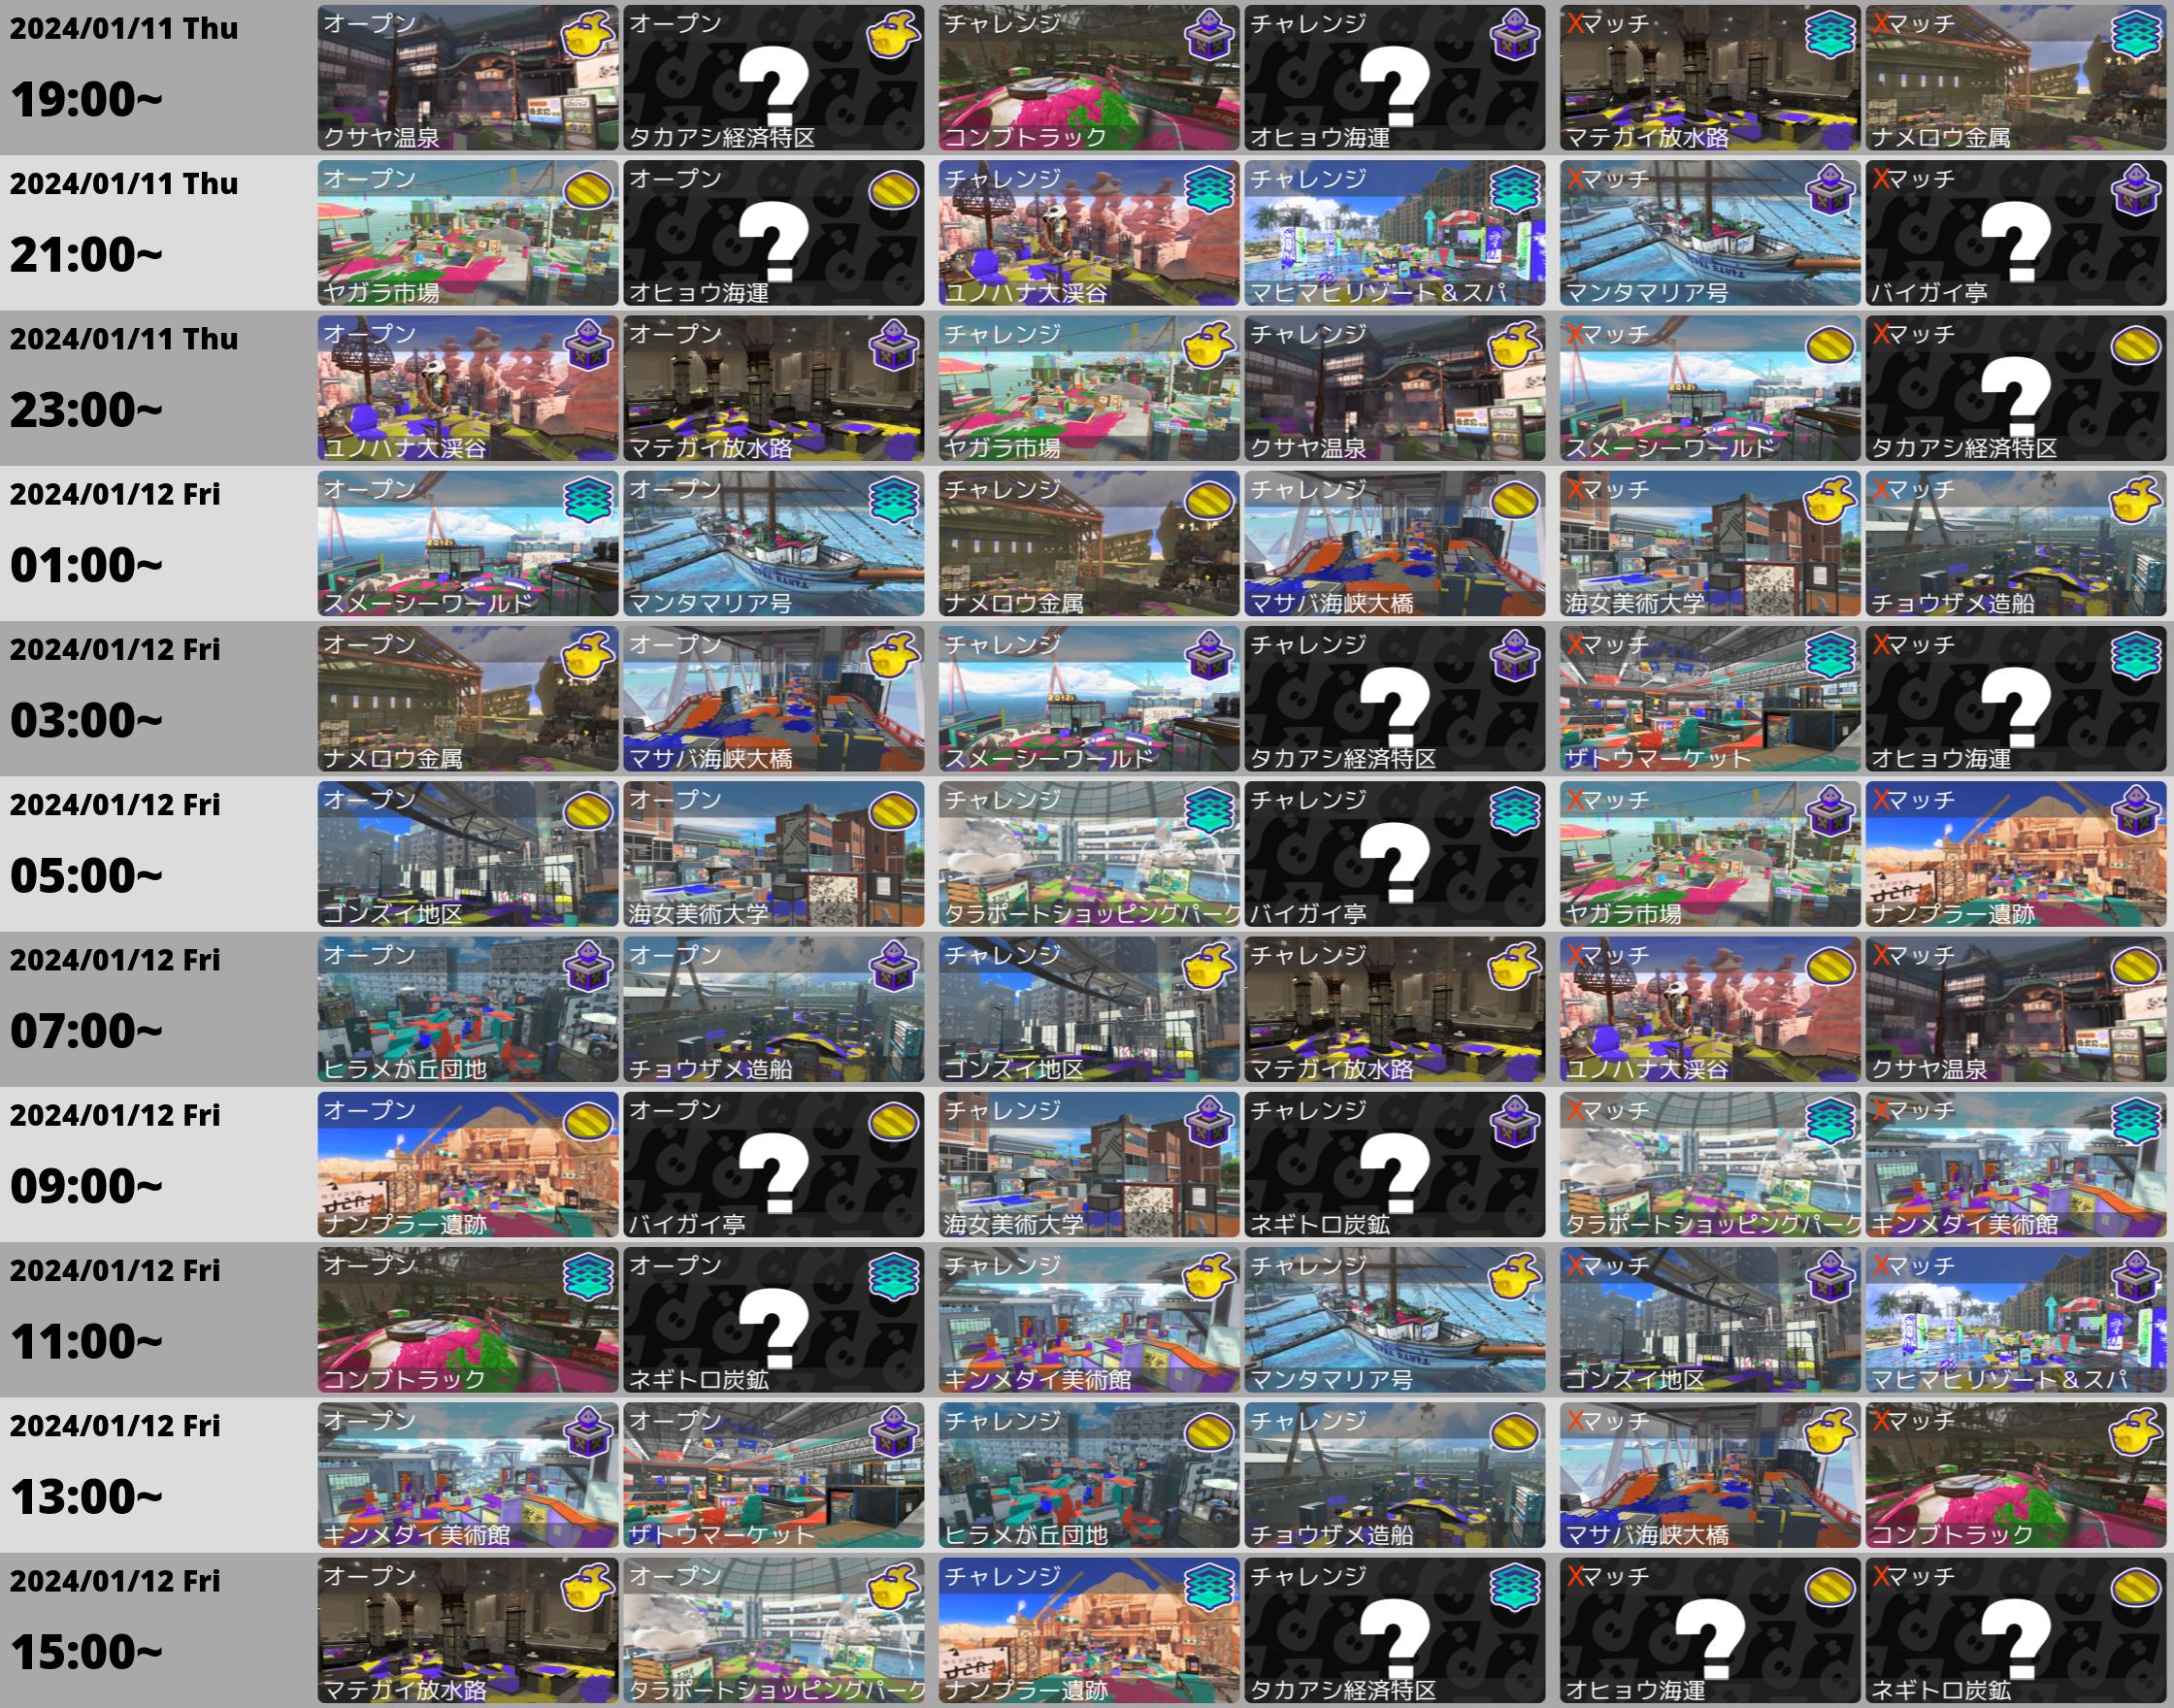 2024/01/11 Thu
19:00~
オープン
クサヤ温泉
オープン
タカアシ経済特区
チャレンジ
コンブトラック
チャレンジ
オヒョウ海運
Xマッチ
マテガイ放水路
Xマッチ
ナメロウ金属
2024/01/11 Thu
21:00~
オープン
ヤガラ市場
オープン
オヒョウ海運
チャレンジ
ユノハナ大渓谷
チャレンジ
マヒマヒリゾート＆スパ
Xマッチ
マンタマリア号
Xマッチ
バイガイ亭
2024/01/11 Thu
23:00~
オープン
ユノハナ大渓谷
オープン
マテガイ放水路
チャレンジ
ヤガラ市場
チャレンジ
クサヤ温泉
Xマッチ
スメーシーワールド
Xマッチ
タカアシ経済特区
2024/01/12 Fri
01:00~
オープン
スメーシーワールド
オープン
マンタマリア号
チャレンジ
ナメロウ金属
チャレンジ
マサバ海峡大橋
Xマッチ
海女美術大学
Xマッチ
チョウザメ造船
2024/01/12 Fri
03:00~
オープン
ナメロウ金属
オープン
マサバ海峡大橋
チャレンジ
スメーシーワールド
チャレンジ
タカアシ経済特区
Xマッチ
ザトウマーケット
Xマッチ
オヒョウ海運
2024/01/12 Fri
05:00~
オープン
ゴンズイ地区
オープン
海女美術大学
チャレンジ
タラポートショッピングパーク
チャレンジ
バイガイ亭
Xマッチ
ヤガラ市場
Xマッチ
ナンプラー遺跡
2024/01/12 Fri
07:00~
オープン
ヒラメが丘団地
オープン
チョウザメ造船
チャレンジ
ゴンズイ地区
チャレンジ
マテガイ放水路
Xマッチ
ユノハナ大渓谷
Xマッチ
クサヤ温泉
2024/01/12 Fri
09:00~
オープン
ナンプラー遺跡
オープン
バイガイ亭
チャレンジ
海女美術大学
チャレンジ
ネギトロ炭鉱
Xマッチ
タラポートショッピングパーク
Xマッチ
キンメダイ美術館
2024/01/12 Fri
11:00~
オープン
コンブトラック
オープン
ネギトロ炭鉱
チャレンジ
キンメダイ美術館
チャレンジ
マンタマリア号
Xマッチ
ゴンズイ地区
Xマッチ
マヒマヒリゾート＆スパ
2024/01/12 Fri
13:00~
オープン
キンメダイ美術館
オープン
ザトウマーケット
チャレンジ
ヒラメが丘団地
チャレンジ
チョウザメ造船
Xマッチ
マサバ海峡大橋
Xマッチ
コンブトラック
2024/01/12 Fri
15:00~
オープン
マテガイ放水路
オープン
タラポートショッピングパーク
チャレンジ
ナンプラー遺跡
チャレンジ
タカアシ経済特区
Xマッチ
オヒョウ海運
Xマッチ
ネギトロ炭鉱